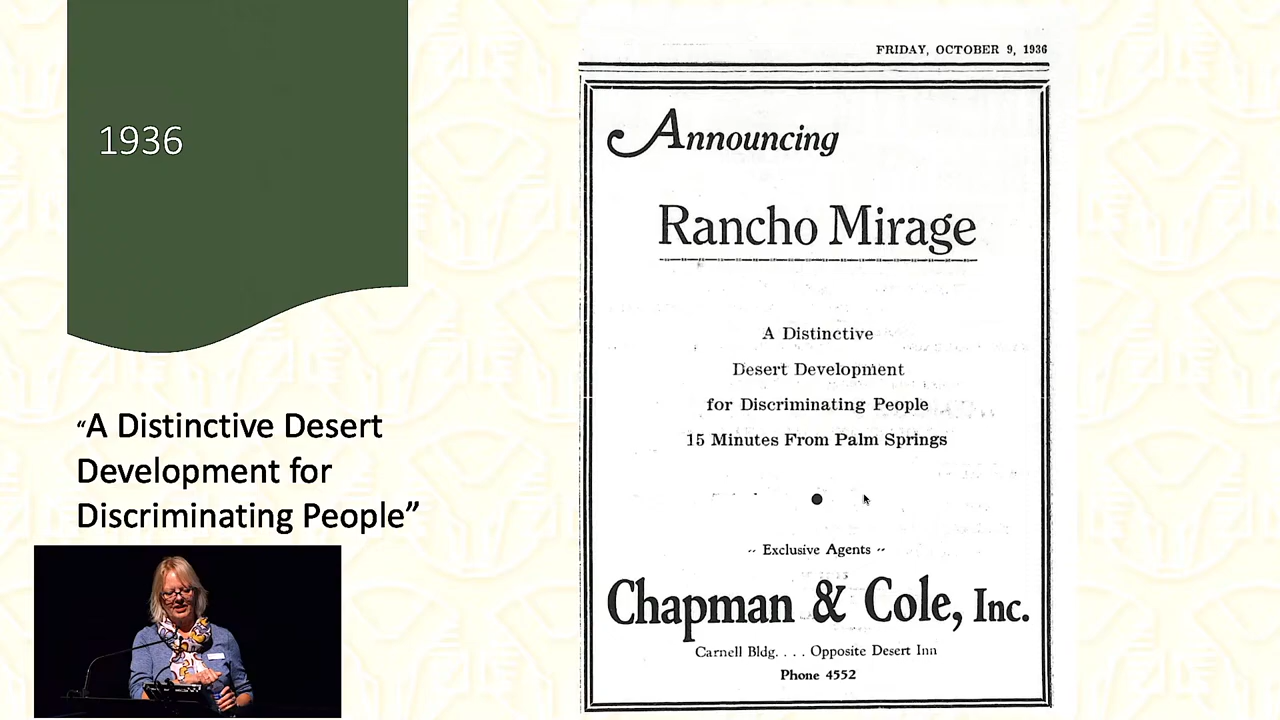 1936
“A Distinctive Desert
Development for
Discriminating People”
FRIDAY, OCTOBER 9, 1936
Announcing
Rancho Mirage
A Distinctive
Desert Development
for Discriminating People
15 Minutes From Palm Springs
-- Exclusive Agents --
Chapman & Cole, Inc.
Carnell Bldg. . . . Opposite Desert Inn
Phone 4552